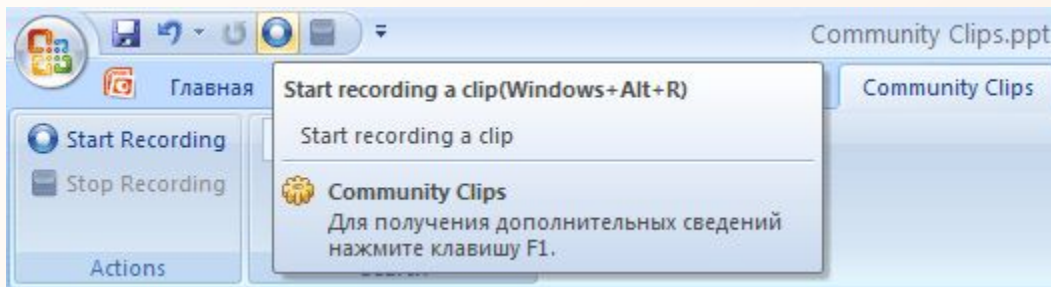 Community Clips.ppt
Главная
Community Clips
Start recording a clip(Windows+Alt+R)
Start recording a clip
Community Clips
Для получения дополнительных сведений
нажмите клавишу F1.
Start Recording
Stop Recording
Actions